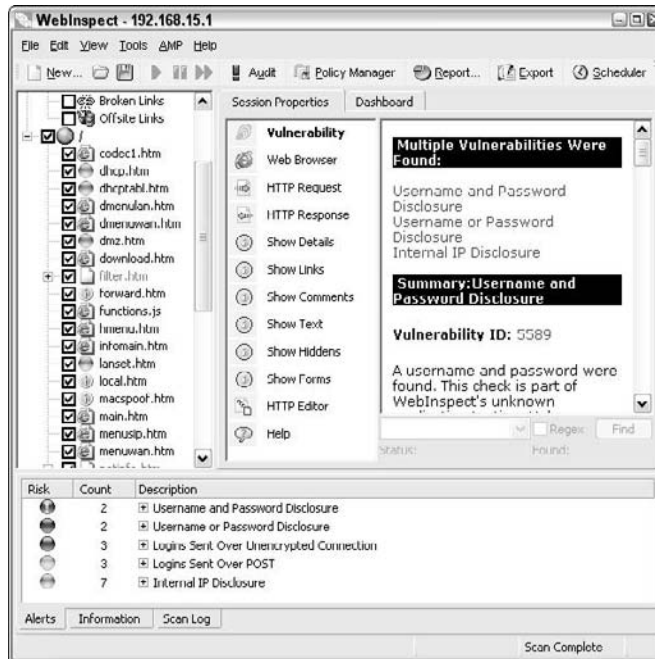 WebInspect - 192.168.15.1
File Edit View Tools AMP Help
New... Audit Policy Manager Report... Export Scheduler
Broken Links
Offsite Links
/
codec1.htm
dhcp.htm
dhcptabl.htm
dmenulan.htm
dmenuwan.htm
dmz.htm
download.htm
filter.htm
forward.htm
functions.js
hmenu.htm
infomain.htm
lanset.htm
local.htm
macspoof.htm
main.htm
menusip.htm
menuwan.htm
Session Properties Dashboard
Vulnerability
Web Browser
HTTP Request
HTTP Response
Show Details
Show Links
Show Comments
Show Text
Show Hiddens
Show Forms
HTTP Editor
Help
Multiple Vulnerabilities Were
Found:
Username and Password
Disclosure
Username or Password
Disclosure
Internal IP Disclosure
Summary:Username and
Password Disclosure
Vulnerability ID: 5589
A username and password were
found. This check is part of
WebInspect's unknown
Regex Find
Status: Found:
Risk Count Description
2 Username and Password Disclosure
2 Username or Password Disclosure
3 Logins Sent Over Unencrypted Connection
3 Logins Sent Over POST
7 Internal IP Disclosure
Alerts Information Scan Log
Scan Complete